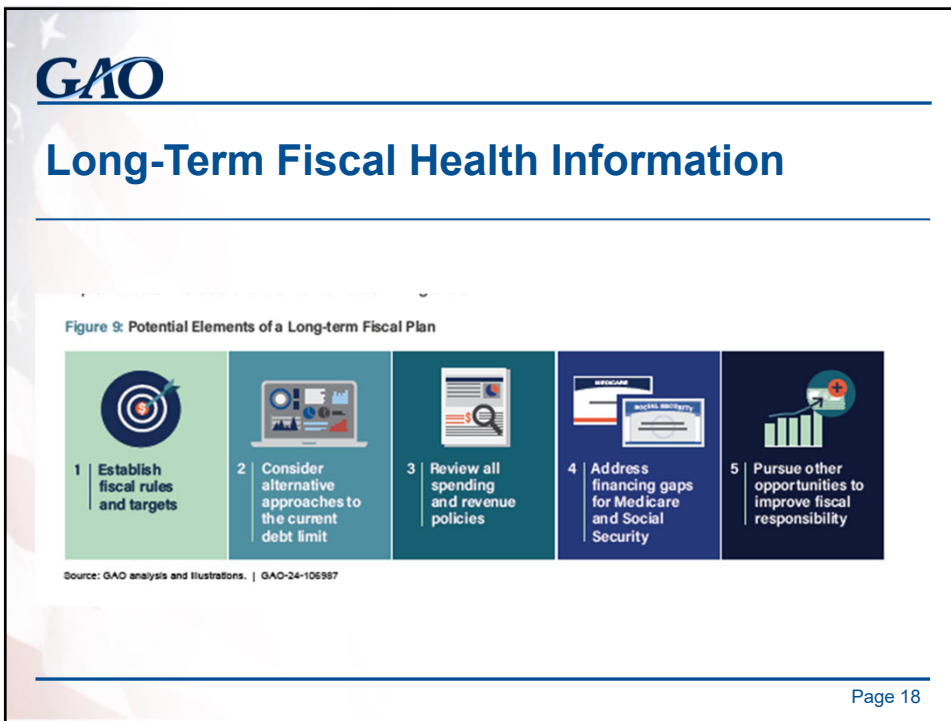 GAO
Long-Term Fiscal Health Information
Figure 9: Potential Elements of a Long-term Fiscal Plan
MEDICARE
SOCIAL SECURITY
$
$
1 Establish
fiscal rules
and targets
2 Consider
alternative
approaches to
the current
debt limit
3 Review all
spending
and revenue
policies
4 Address
financing gaps
for Medicare
and Social
Security
5 Pursue other
opportunities to
improve fiscal
responsibility
Source: GAO analysis and illustrations. | GAO-24-106987
Page 18